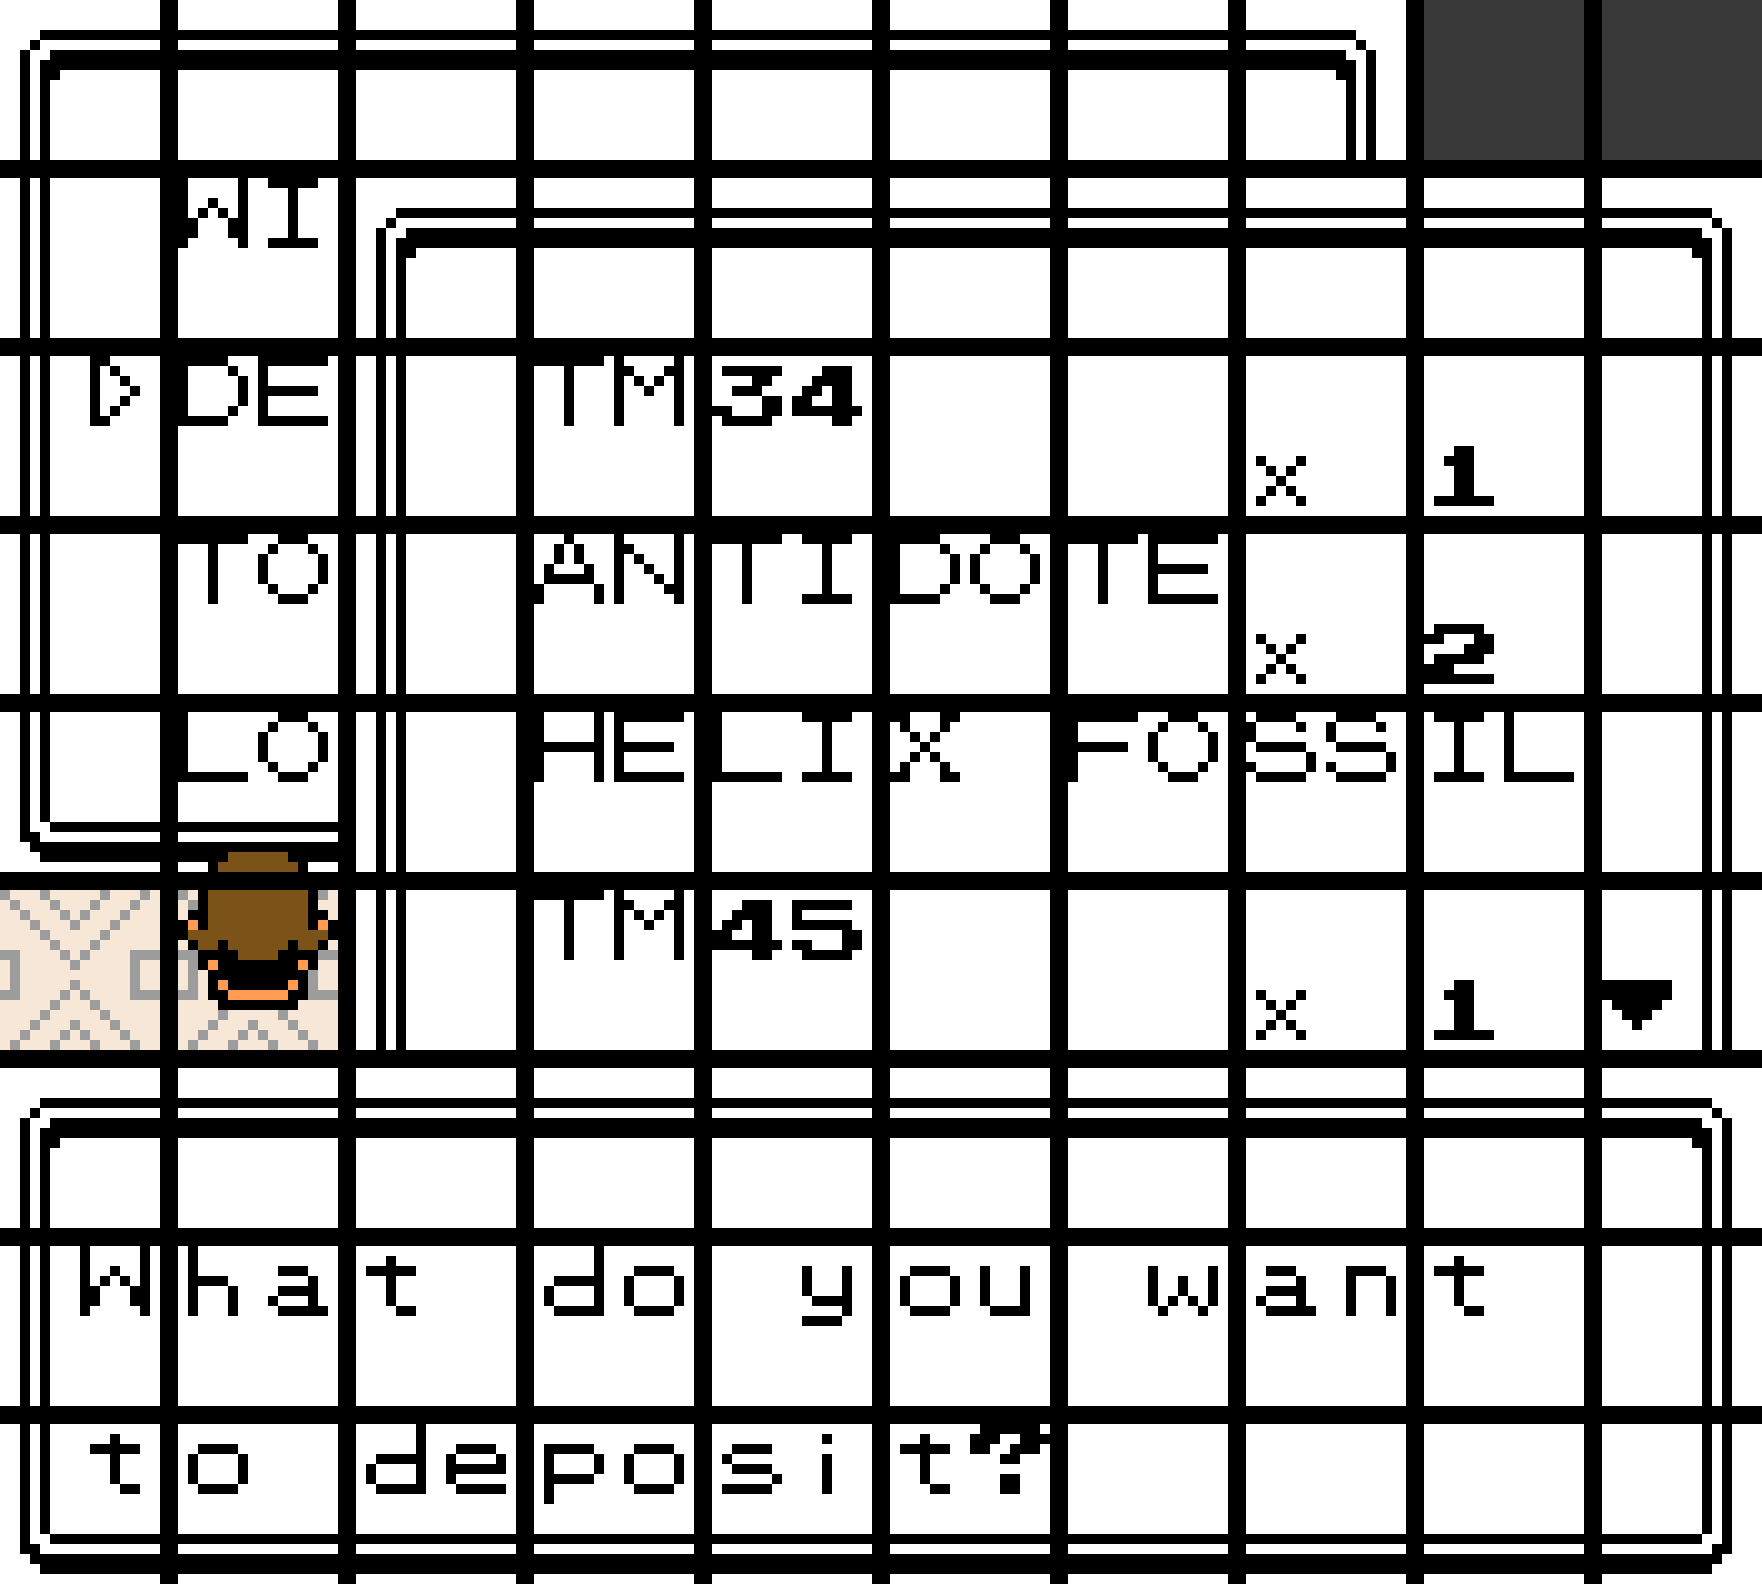 WI
▷DE
TO
LO
TM34
× 1
ANTIDOTE
× 2
HELIX FOSSIL
TM45
× 1
What do you want
to deposit?